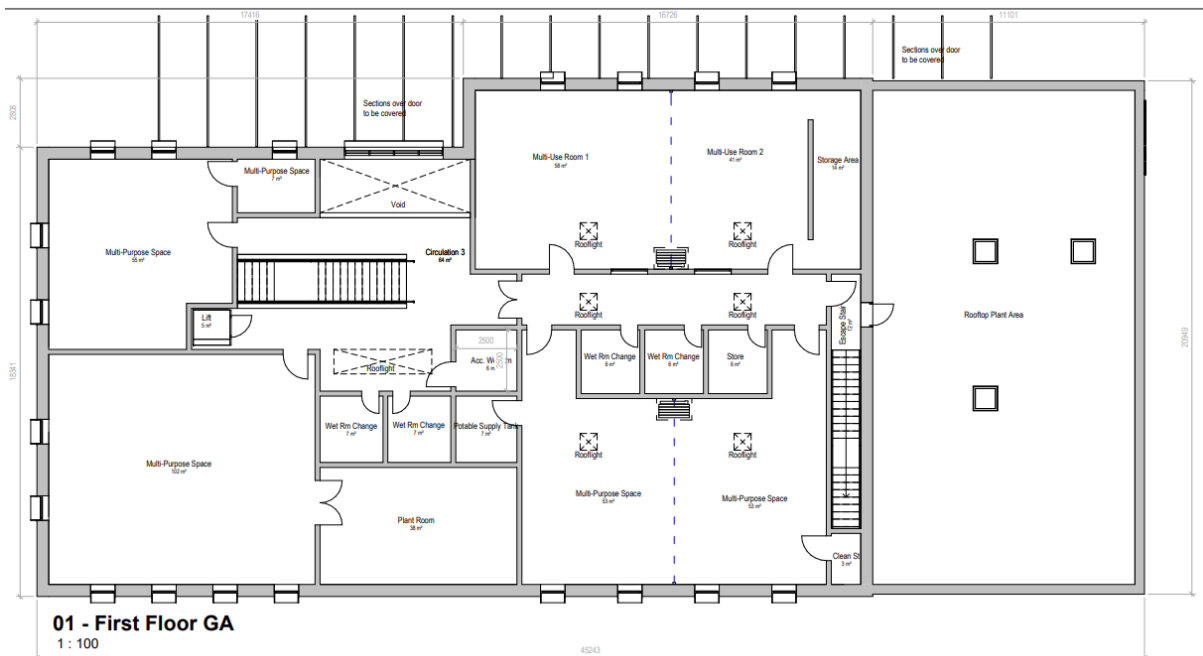 17416
16726
11101
Sections over door
to be covered
2808
Sections over door
to be covered
Multi-Use Room 1
58 m²
Multi-Use Room 2
41 m²
Storage Area
14 m²
Multi-Purpose Space
7 m²
Void
Multi-Purpose Space
55 m²
Circulation 3
64 m²
Rooflight
Rooflight
Lift
5 m²
Rooflight
Rooflight
Escape Stair
12 m²
Rooftop Plant Area
20949
18341
2500
2500
Rooflight
Acc.
Wet Rm Change
6 m²
Wet Rm Change
6 m²
Store
6 m²
Wet Rm Change
7 m²
Wet Rm Change
7 m²
Potable Supply Tank
7 m²
Rooflight
Rooflight
Multi-Purpose Space
102 m²
Multi-Purpose Space
53 m²
Multi-Purpose Space
53 m²
Plant Room
38 m²
Clean St
3 m²
01 - First Floor GA
1 : 100
45243